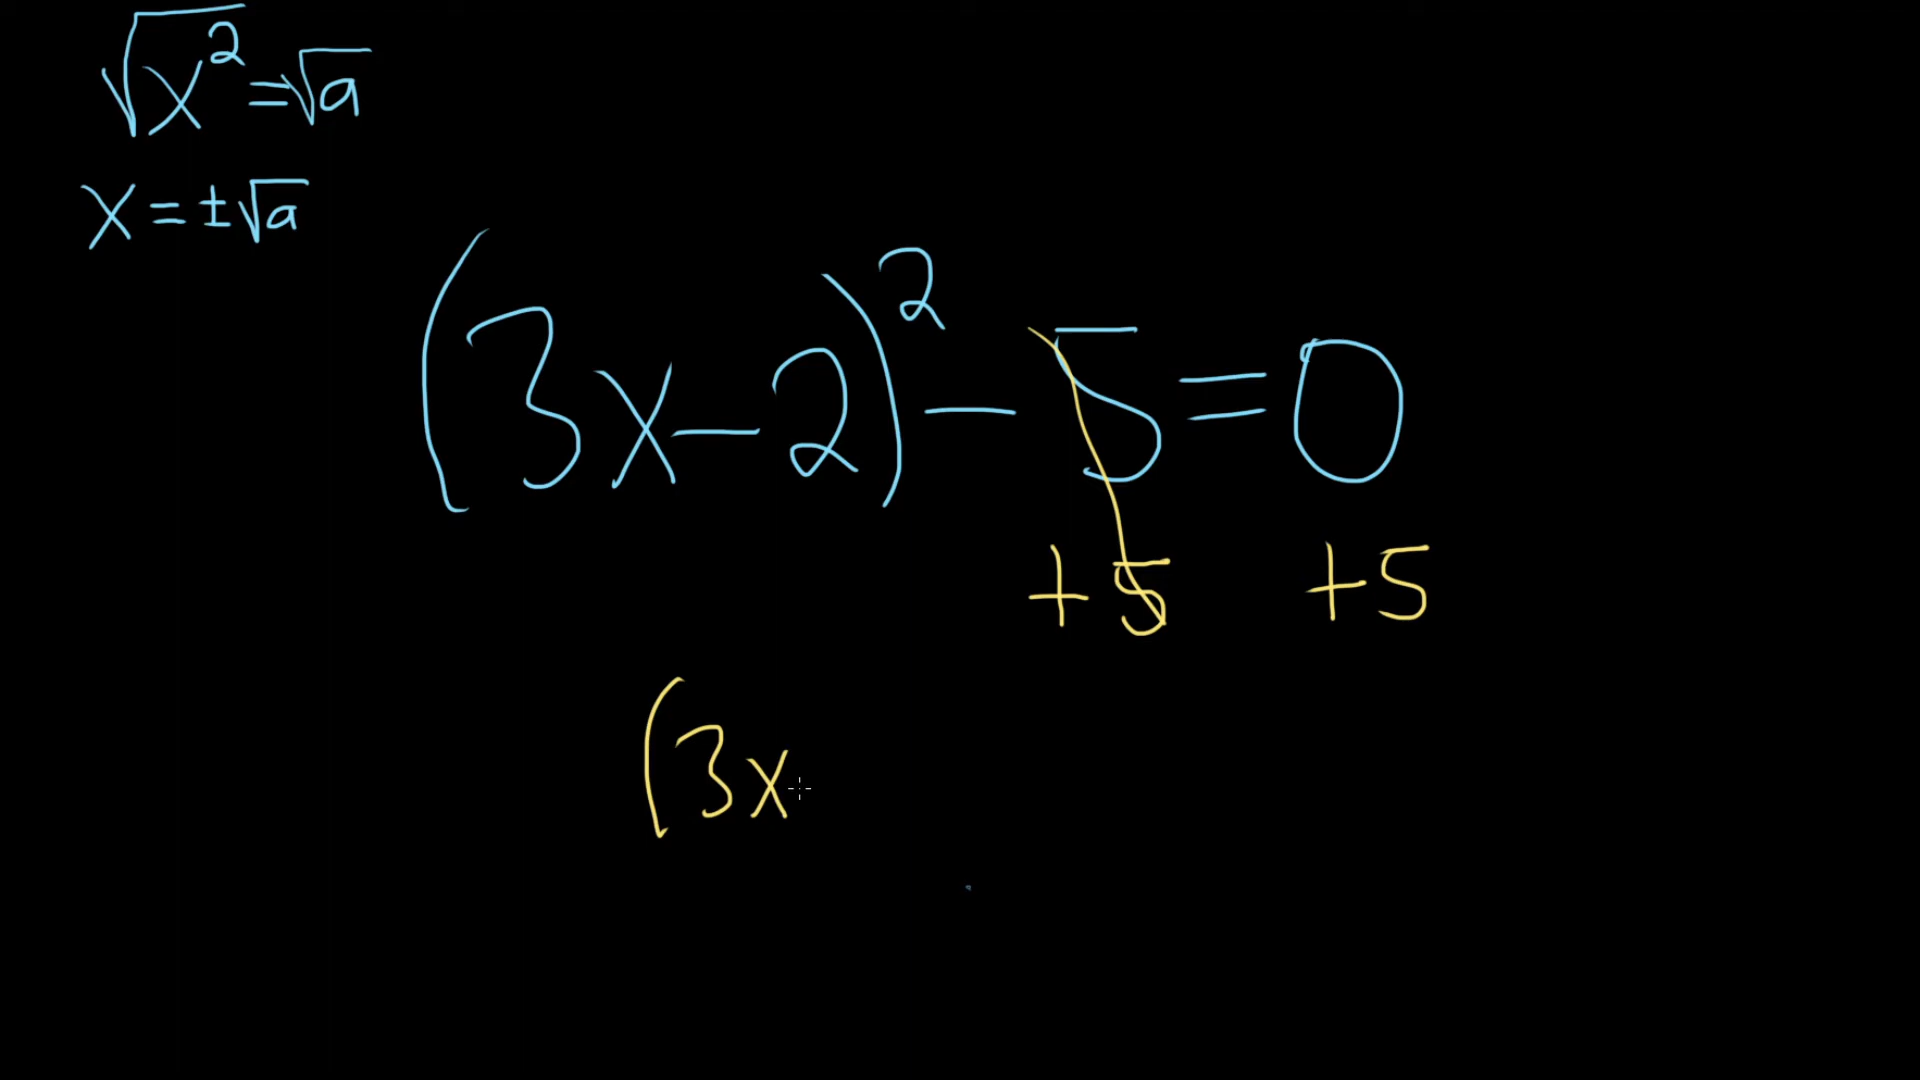 √x² = √a
x = ±√a
(3x - 2)² - 5 = 0
+5 +5
(3x